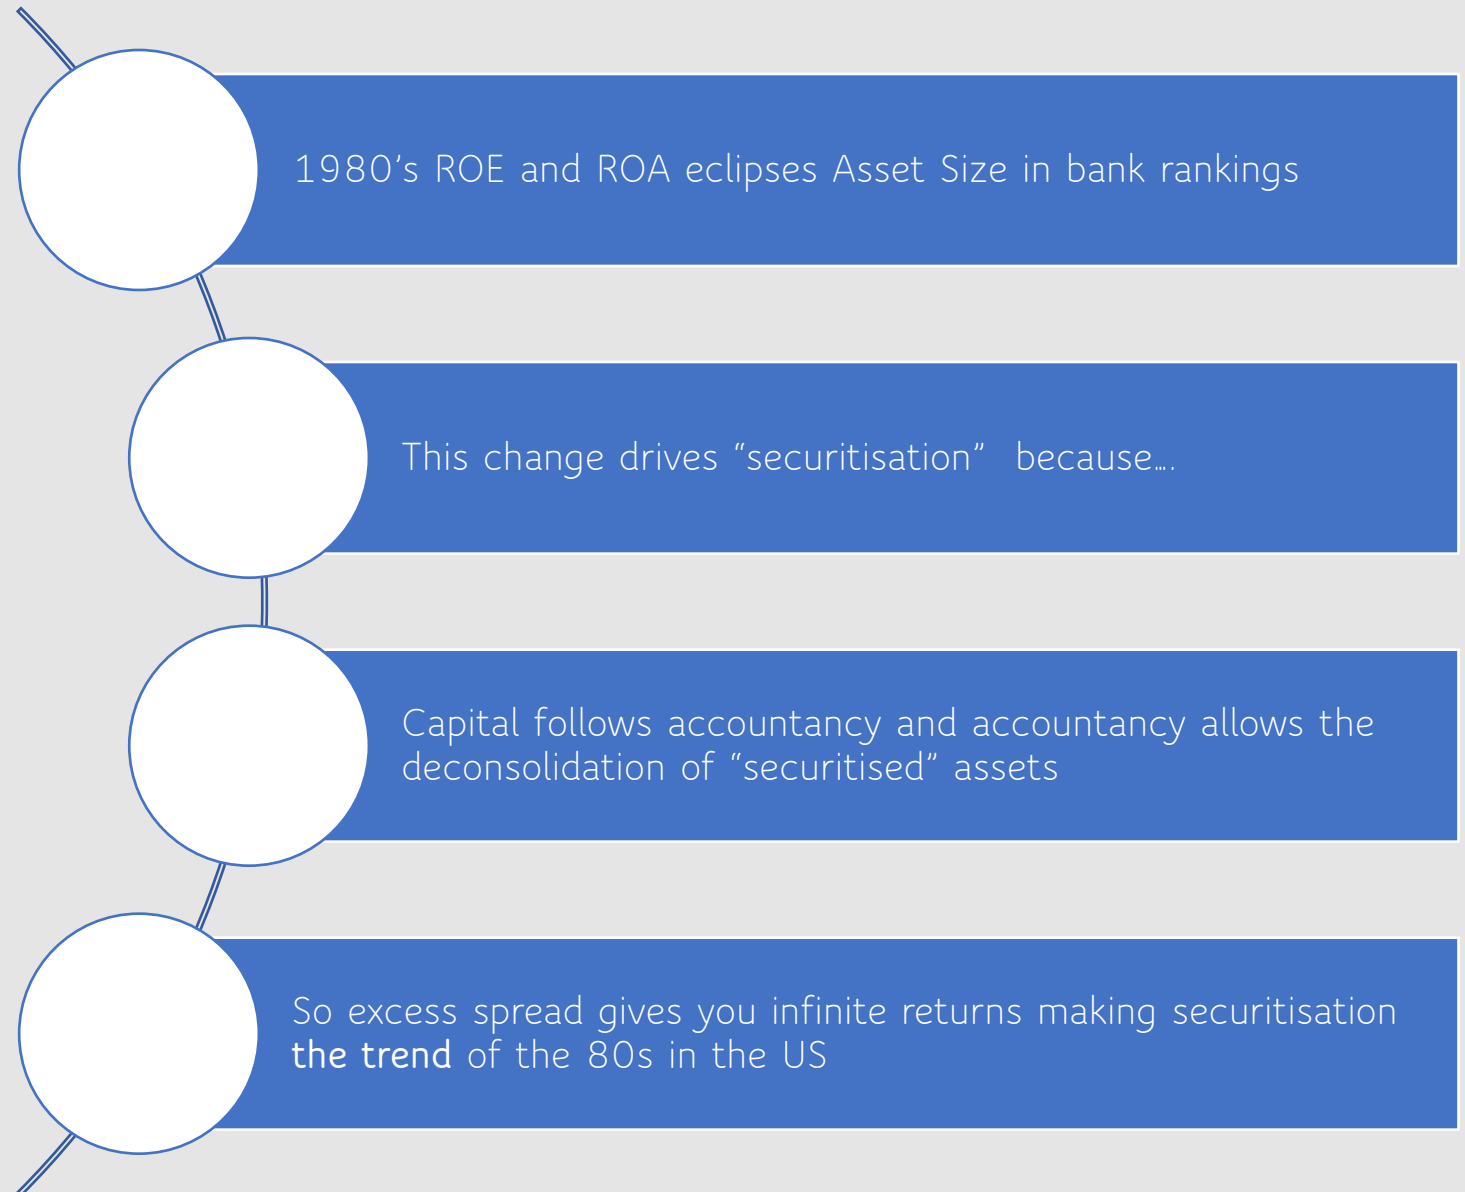 1980’s ROE and ROA eclipses Asset Size in bank rankings
This change drives “securitisation”  because….
Capital follows accountancy and accountancy allows the
deconsolidation of “securitised” assets
So excess spread gives you infinite returns making securitisation
the trend of the 80s in the US